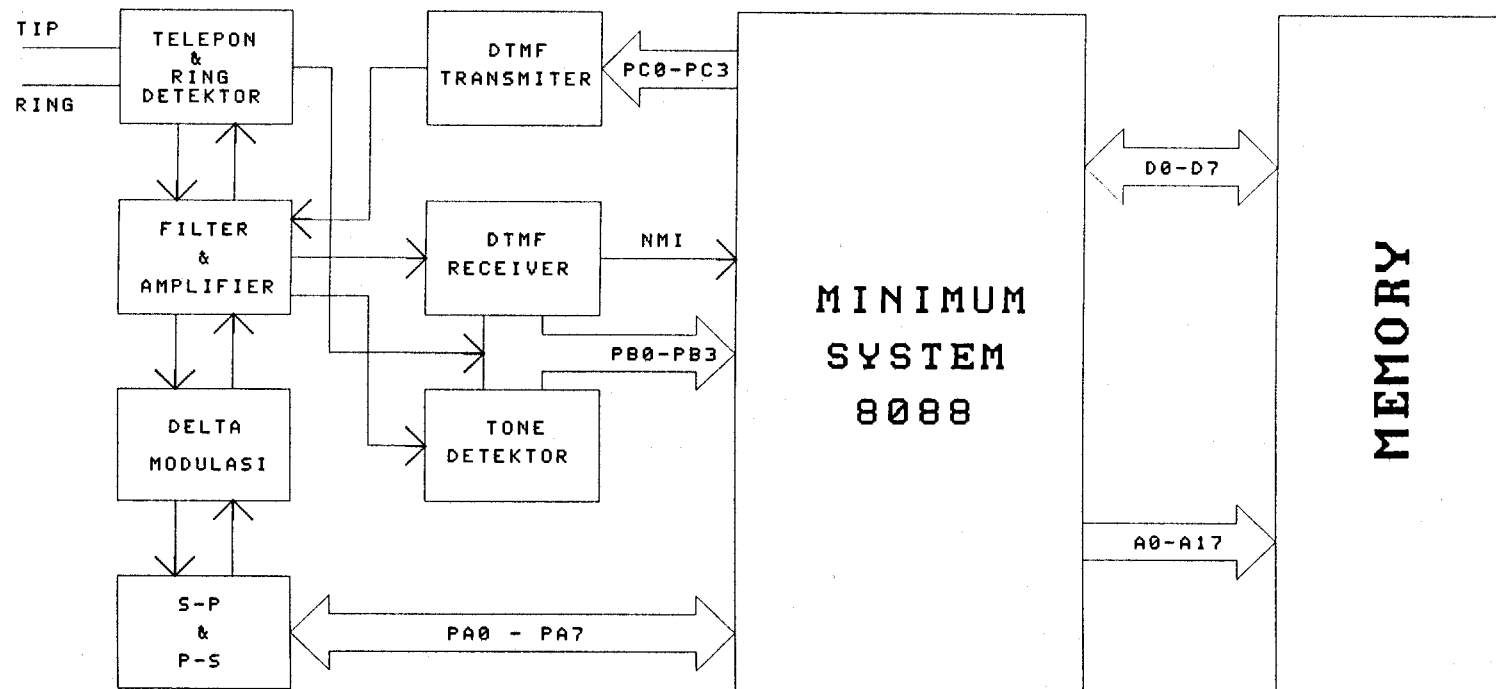 TIP
RING
TELEPON
&
RING
DETEKTOR
DTMF
TRANSMITER
PC0-PC3
FILTER
&
AMPLIFIER
DTMF
RECEIVER
NMI
PB0-PB3
DELTA
MODULASI
TONE
DETEKTOR
S-P
&
P-S
PA0 - PA7
MINIMUM
SYSTEM
8088
D0-D7
A0-A17
MEMORY